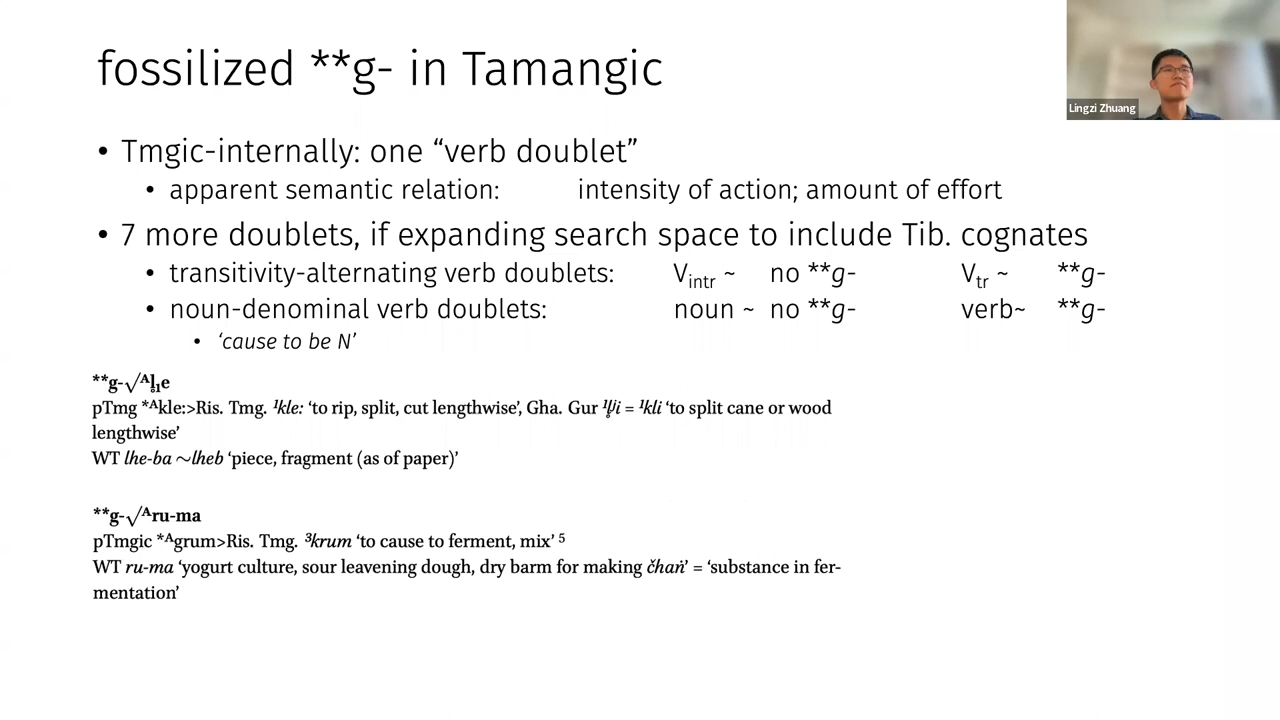 fossilized **g- in Tamangic
Lingzi Zhuang
• Tmgic-internally: one “verb doublet”
• apparent semantic relation: intensity of action; amount of effort
• 7 more doublets, if expanding search space to include Tib. cognates
• transitivity-alternating verb doublets: Vintr ~ no **g- Vtr ~ **g-
• noun-denominal verb doublets: noun ~ no **g- verb~ **g-
• ‘cause to be N’
**g-√ᴬl̥₁e
pTmg *ᴬkle:>Ris. Tmg. ¹kle: ‘to rip, split, cut lengthwise’, Gha. Gur = ¹kli ‘to split cane or wood
lengthwise’
WT lhe-ba ∼lheb ‘piece, fragment (as of paper)’
**g-√ᴬru-ma
pTmgic *ᴬgrum>Ris. Tmg. ³krum ‘to cause to ferment, mix’ ⁵
WT ru-ma ‘yogurt culture, sour leavening dough, dry barm for making čhaṅ’ = ‘substance in fer-
mentation’